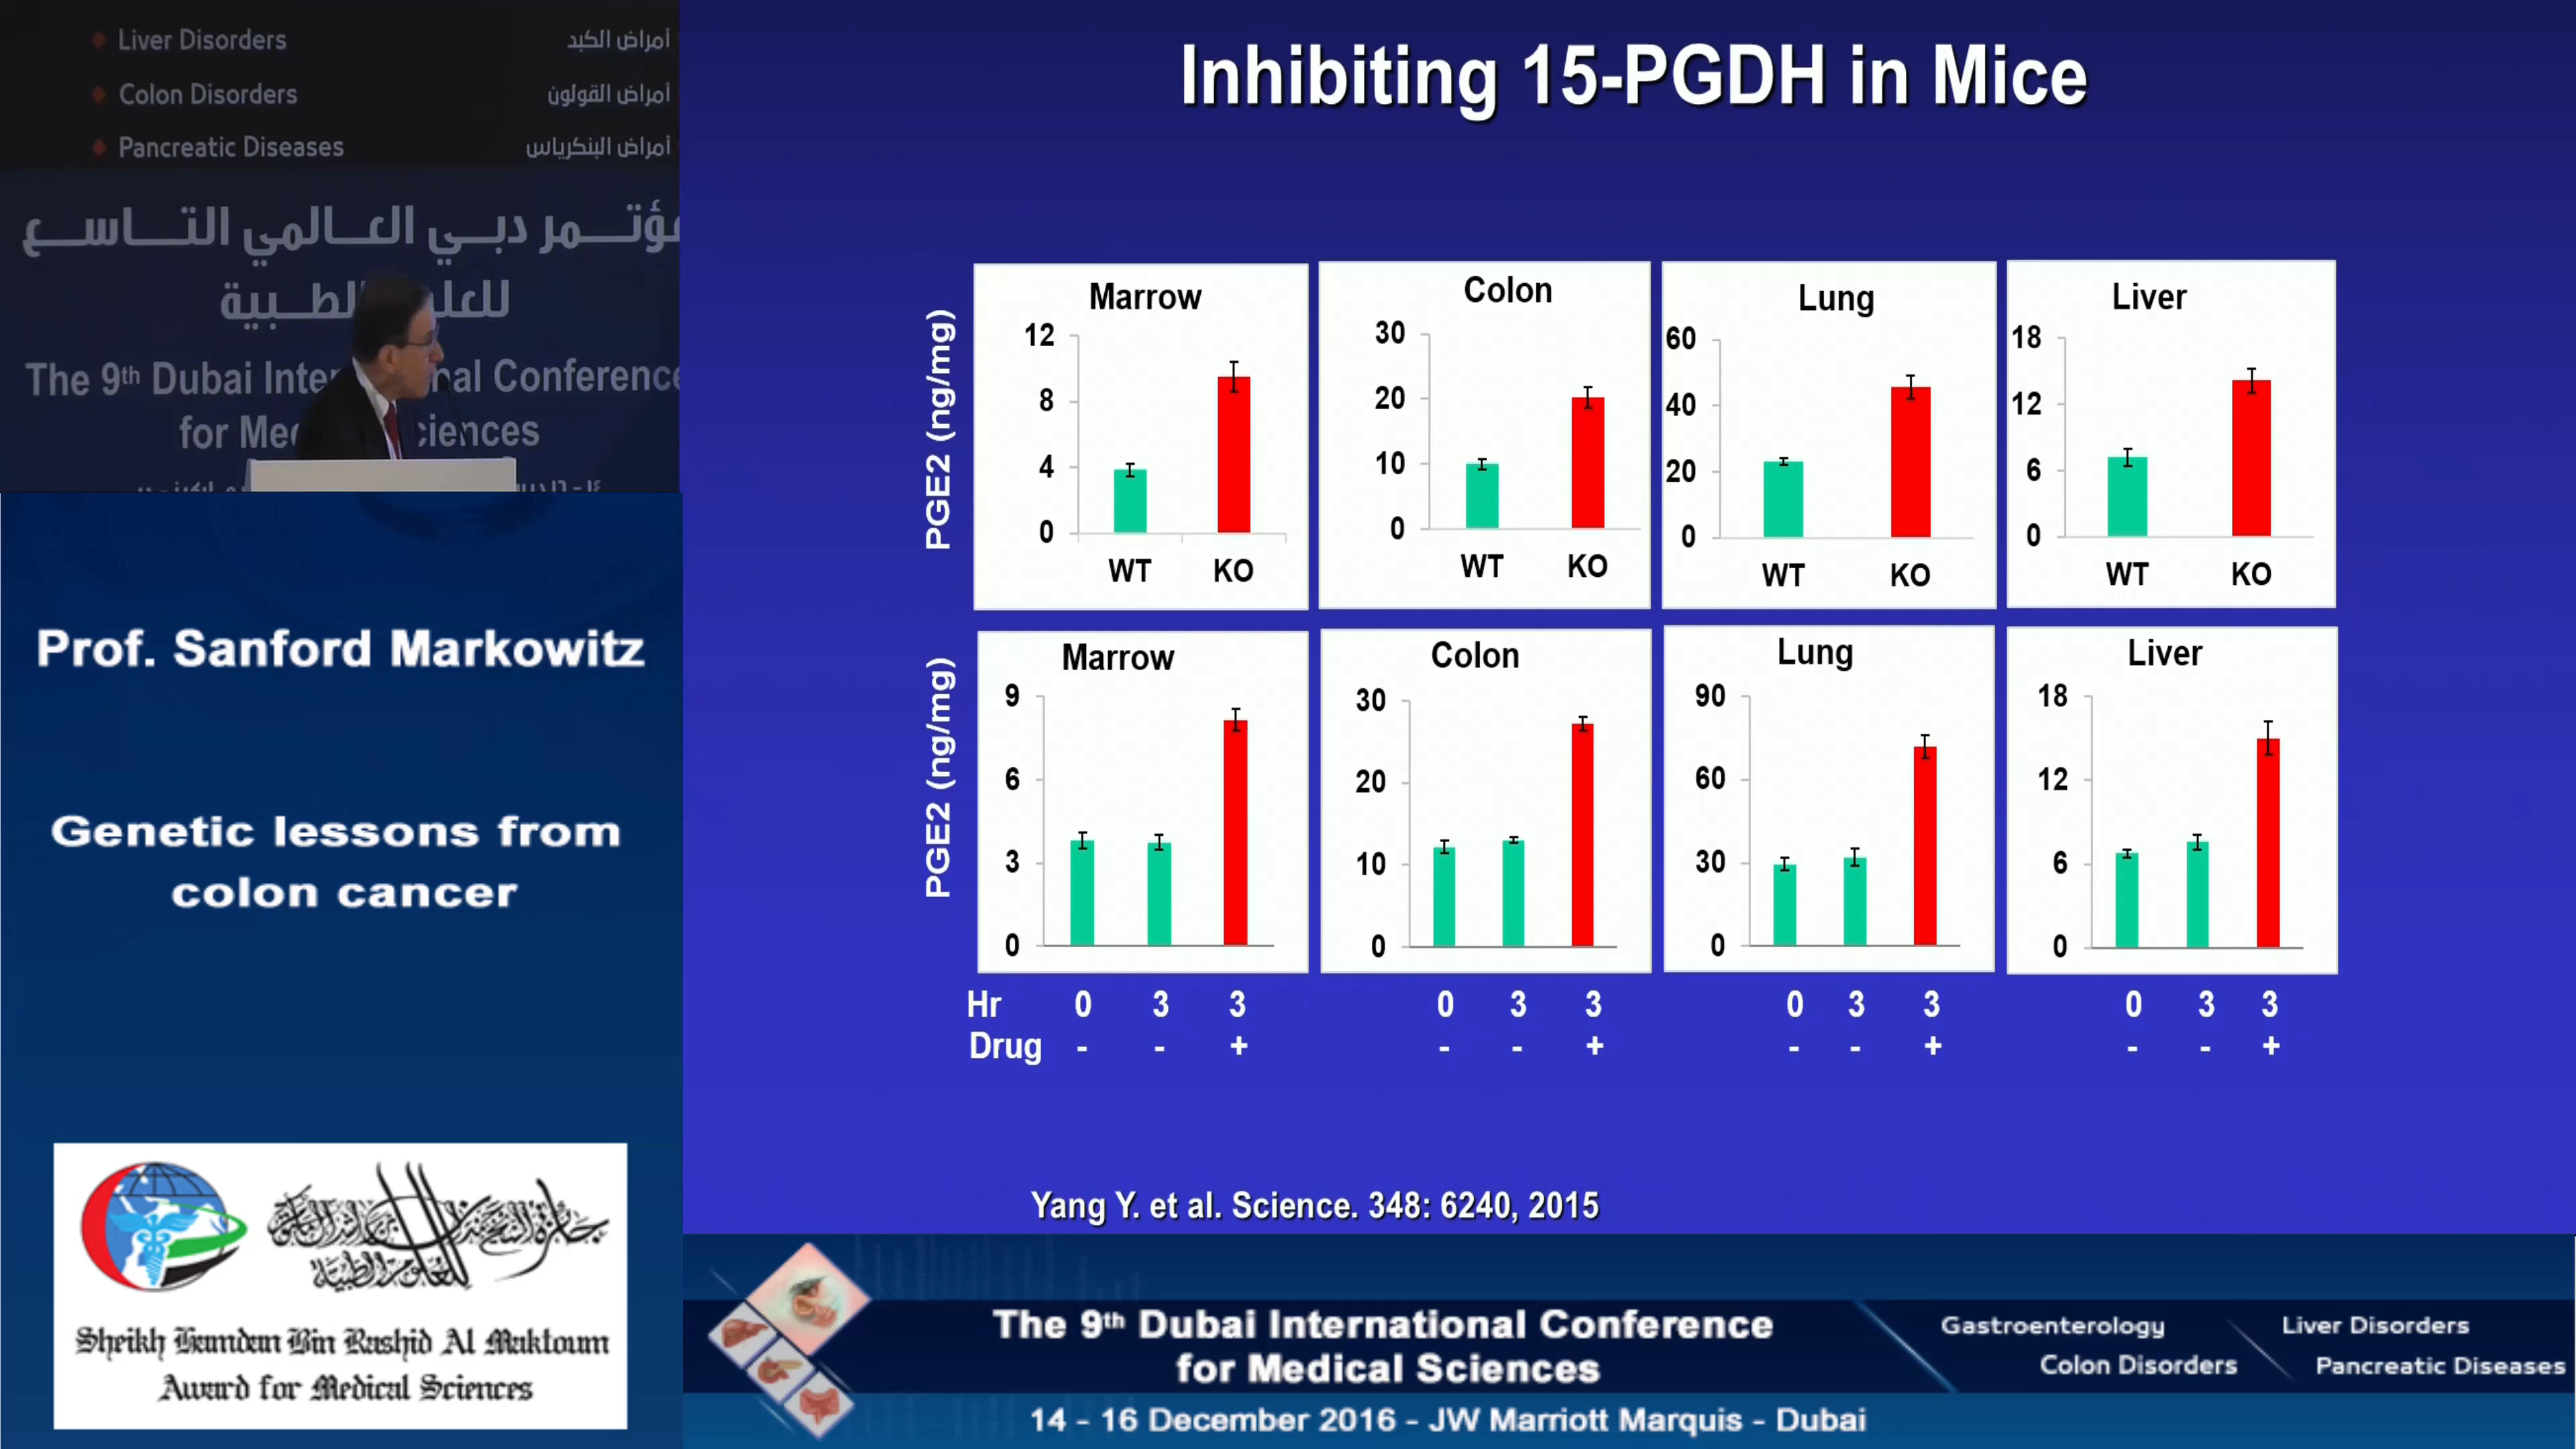 Liver Disorders
أمراض الكبد
Colon Disorders
أمراض القولون
Pancreatic Diseases
أمراض البنكرياس
دبـي العـالمي التـاسـع
The 9th Dubai International Conference
for Medical Sciences
Prof. Sanford Markowitz
Genetic lessons from
colon cancer
Sheikh Hamdan Bin Rashid Al Maktoum
Award for Medical Sciences
Inhibiting 15-PGDH in Mice
PGE2 (ng/mg)
Marrow
12
8
4
0
WT KO
Colon
30
20
10
0
WT KO
Lung
60
40
20
0
WT KO
Liver
18
12
6
0
WT KO
PGE2 (ng/mg)
Marrow
9
6
3
0
Colon
30
20
10
0
Lung
90
60
30
0
Liver
18
12
6
0
Hr 0 3 3 0 3 3 0 3 3 0 3 3
Drug - - + - - + - - + - - +
Yang Y. et al. Science. 348: 6240, 2015
The 9th Dubai International Conference
for Medical Sciences
Gastroenterology
Liver Disorders
Colon Disorders
Pancreatic Diseases
14 - 16 December 2016 - JW Marriott Marquis - Dubai